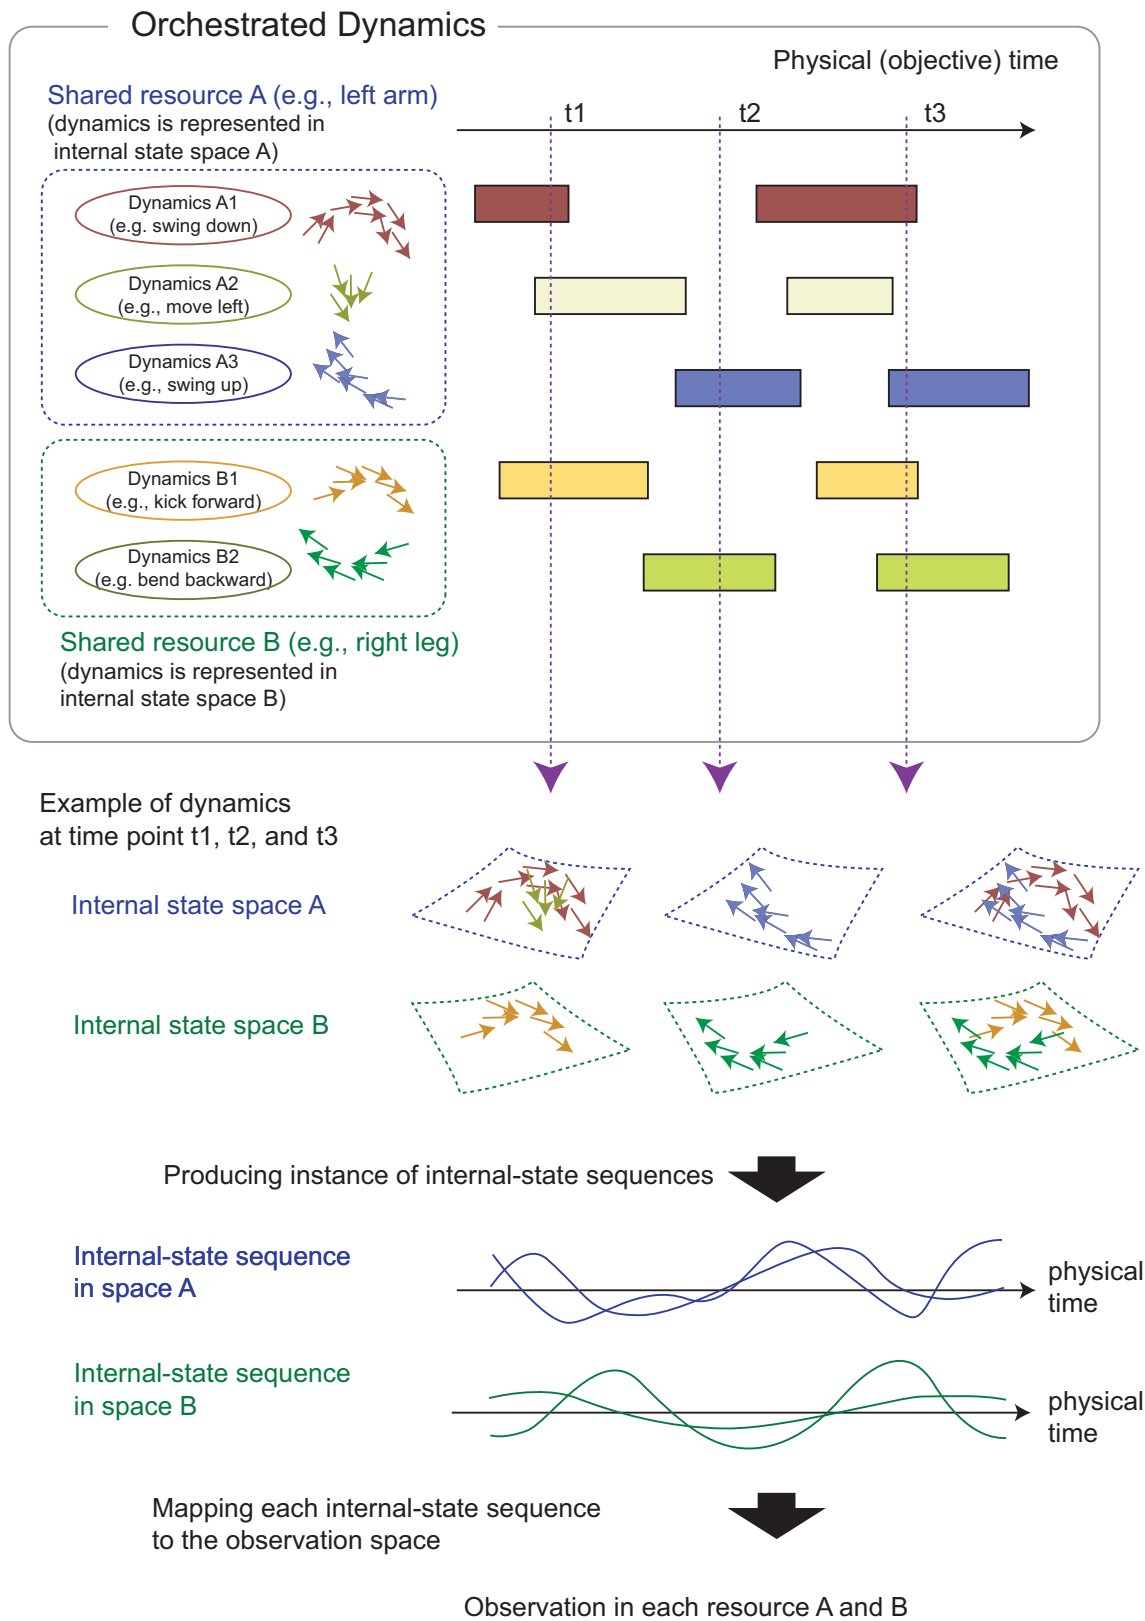 Orchestrated Dynamics
Physical (objective) time
Shared resource A (e.g., left arm)
(dynamics is represented in
internal state space A)
t1
t2
t3
Dynamics A1
(e.g. swing down)
Dynamics A2
(e.g., move left)
Dynamics A3
(e.g., swing up)
Dynamics B1
(e.g., kick forward)
Dynamics B2
(e.g. bend backward)
Shared resource B (e.g., right leg)
(dynamics is represented in
internal state space B)
Example of dynamics
at time point t1, t2, and t3
Internal state space A
Internal state space B
Producing instance of internal-state sequences
Internal-state sequence
in space A
physical
time
Internal-state sequence
in space B
physical
time
Mapping each internal-state sequence
to the observation space
Observation in each resource A and B